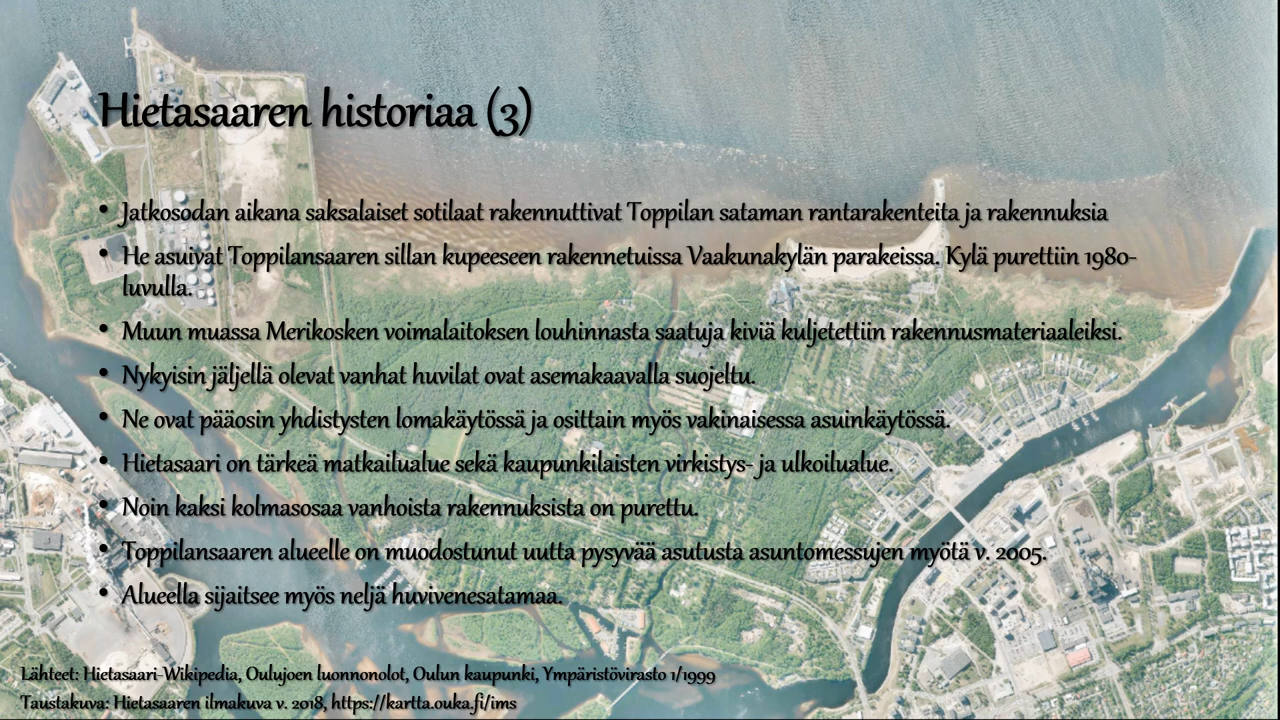 Hietasaaren historiaa (3)
• Jatkosodan aikana saksalaiset sotilaat rakennuttivat Toppilan sataman rantarakenteita ja rakennuksia
• He asuivat Toppilansaaren sillan kupeeseen rakennetuissa Vaakunakylän parakeissa. Kylä purettiin 1980-
luvulla.
• Muun muassa Merikosken voimalaitoksen louhinnasta saatuja kiviä kuljetettiin rakennusmateriaaleiksi.
• Nykyisin jäljellä olevat vanhat huvilat ovat asemakaavalla suojeltu.
• Ne ovat pääosin yhdistysten lomakäytössä ja osittain myös vakinaisessa asuinkäytössä.
• Hietasaari on tärkeä matkailualue sekä kaupunkilaisten virkistys- ja ulkoilualue.
• Noin kaksi kolmasosaa vanhoista rakennuksista on purettu.
• Toppilansaaren alueelle on muodostunut uutta pysyvää asutusta asuntomessujen myötä v. 2005.
• Alueella sijaitsee myös neljä huvivenesatamaa.
Lähteet: Hietasaari-Wikipedia, Oulujoen luonnonolot, Oulun kaupunki, Ympäristövirasto 1/1999
Taustakuva: Hietasaaren ilmakuva v. 2018, https://kartta.ouka.fi/ims